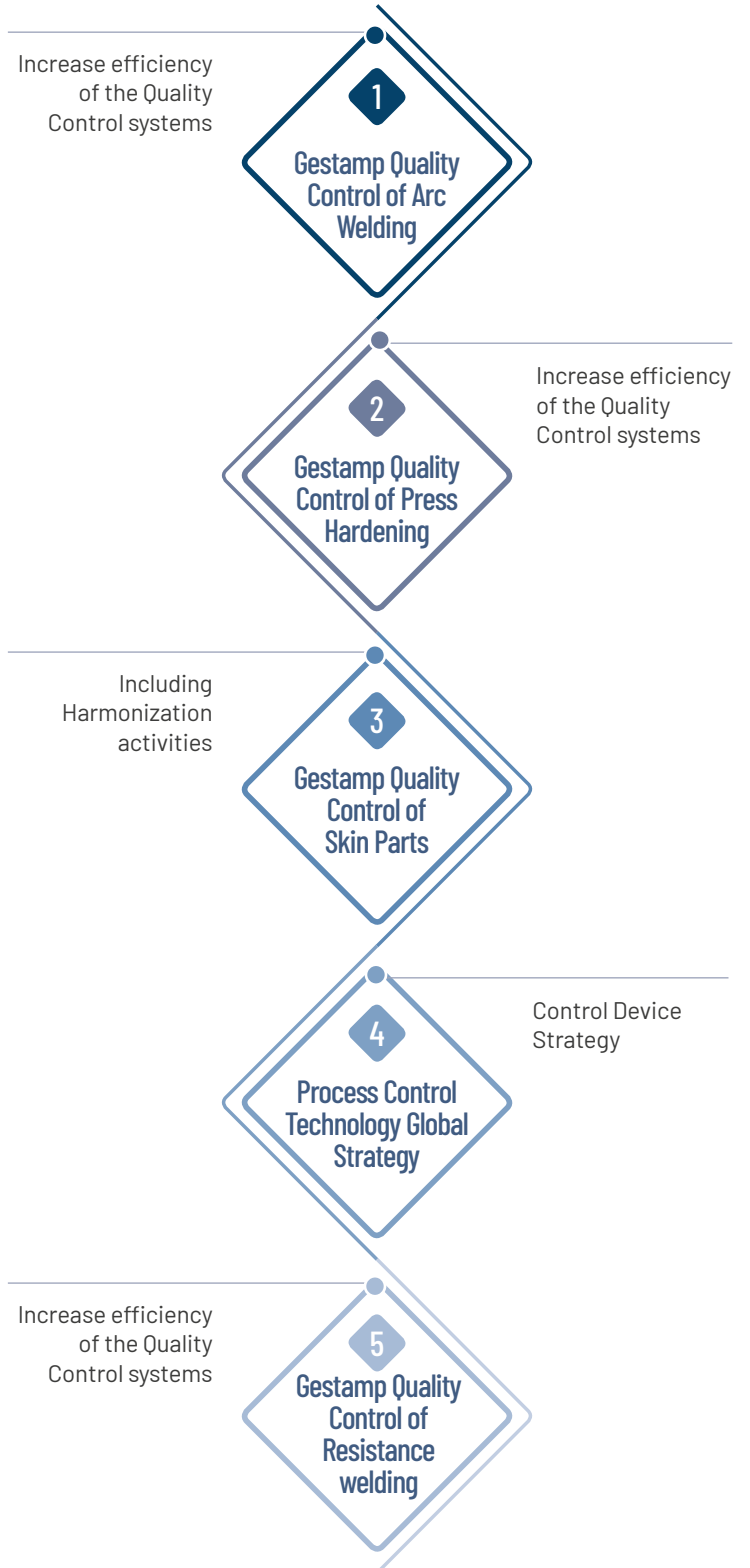 Increase efficiency
of the Quality
Control systems
1
Gestamp Quality
Control of Arc
Welding
2
Gestamp Quality
Control of Press
Hardening
Increase efficiency
of the Quality
Control systems
Including
Harmonization
activities
3
Gestamp Quality
Control of
Skin Parts
4
Process Control
Technology Global
Strategy
Control Device
Strategy
Increase efficiency
of the Quality
Control systems
5
Gestamp Quality
Control of
Resistance
welding